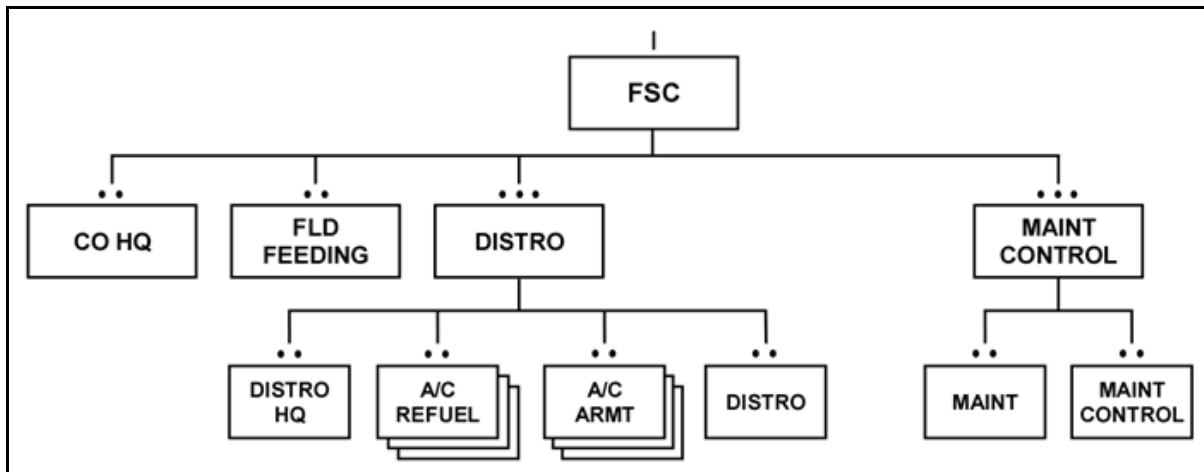 FSC
CO HQ
FLD
FEEDING
DISTRO
MAINT
CONTROL
DISTRO
HQ
A/C
REFUEL
A/C
ARMT
DISTRO
MAINT
MAINT
CONTROL